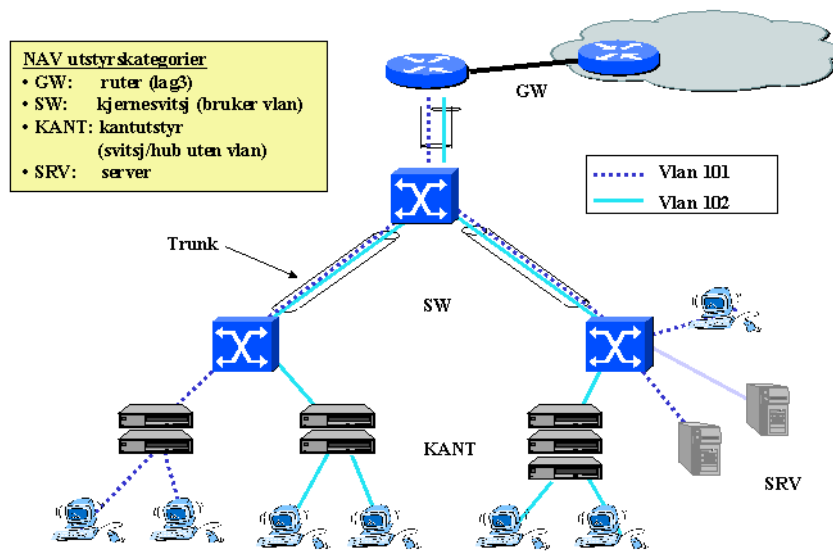 NAV utstyrskategorier
• GW: ruter (lag3)
• SW: kjernesvitsj (bruker vlan)
• KANT: kantutstyr
(svitsj/hub uten vlan)
• SRV: server
GW
Vlan 101
Vlan 102
Trunk
SW
KANT
SRV